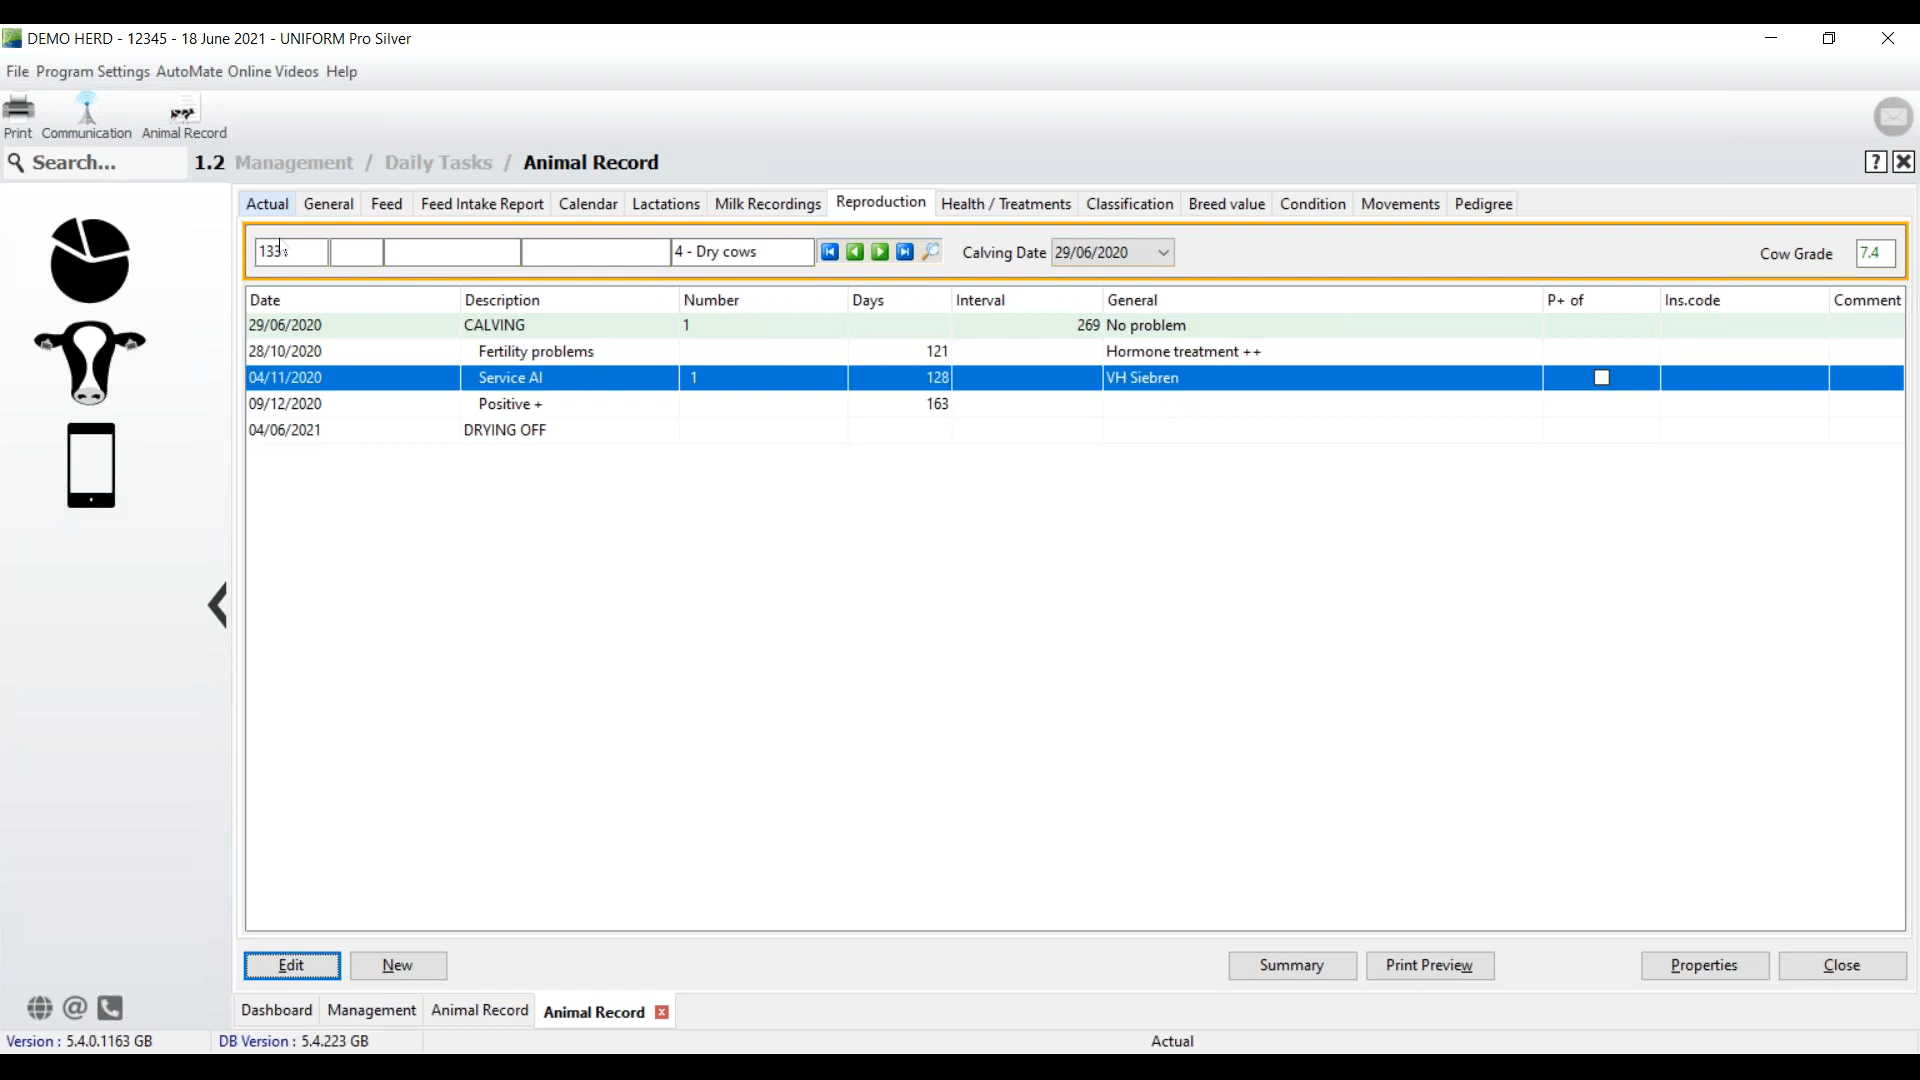 DEMO HERD - 12345 - 18 June 2021 - UNIFORM Pro Silver
File Program Settings AutoMate Online Videos Help
Print Communication Animal Record
Search... 1.2 Management / Daily Tasks / Animal Record
Actual General Feed Feed Intake Report Calendar Lactations Milk Recordings Reproduction Health / Treatments Classification Breed value Condition Movements Pedigree
4 - Dry cows Calving Date 29/06/2020 Cow Grade 7.4
Date Description Number Days Interval General P+ of Ins.code Comment
29/06/2020 CALVING 1 269 No problem
28/10/2020 Fertility problems 121 Hormone treatment ++
04/11/2020 Service AI 1 128 VH Siebren
09/12/2020 Positive + 163
04/06/2021 DRYING OFF
Edit New Summary Print Preview Properties Close
Dashboard Management Animal Record Animal Record
Version : 5.4.0.1163 GB DB Version : 5.4.223 GB Actual